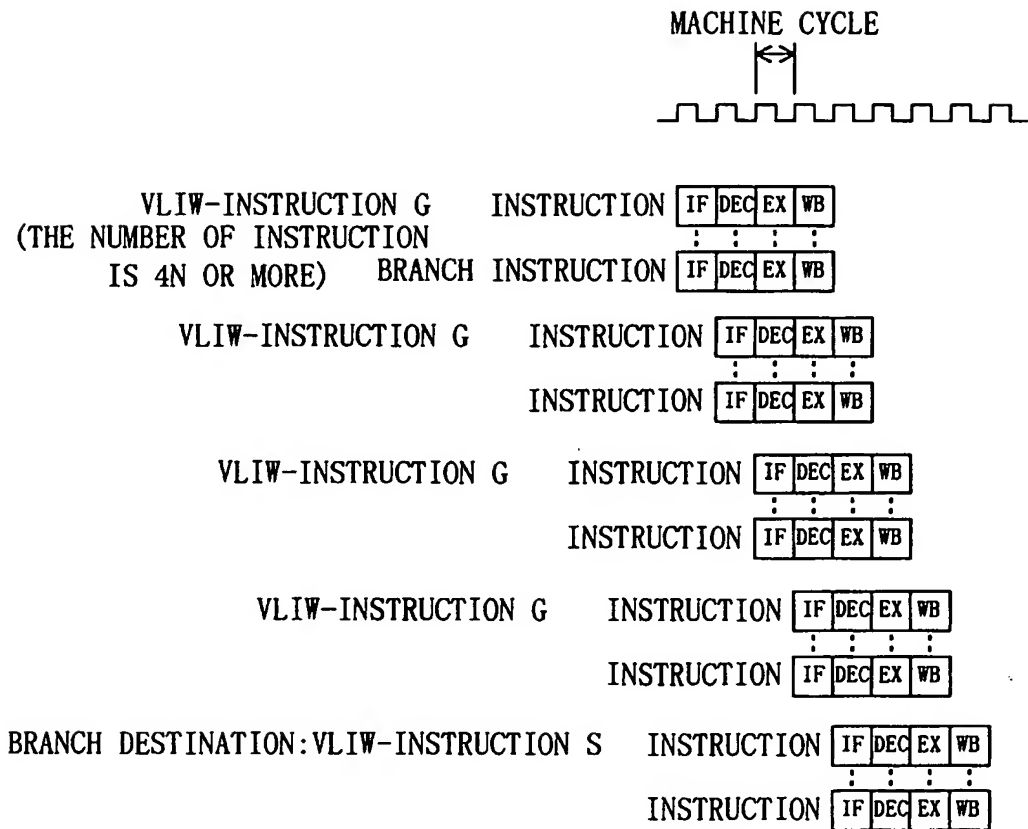 MACHINE CYCLE
VLIW-INSTRUCTION G INSTRUCTION IF DEC EX WB
(THE NUMBER OF INSTRUCTION
IS 4N OR MORE) BRANCH INSTRUCTION IF DEC EX WB
VLIW-INSTRUCTION G INSTRUCTION IF DEC EX WB
INSTRUCTION IF DEC EX WB
VLIW-INSTRUCTION G INSTRUCTION IF DEC EX WB
INSTRUCTION IF DEC EX WB
VLIW-INSTRUCTION G INSTRUCTION IF DEC EX WB
INSTRUCTION IF DEC EX WB
BRANCH DESTINATION:VLIW-INSTRUCTION S INSTRUCTION IF DEC EX WB
INSTRUCTION IF DEC EX WB